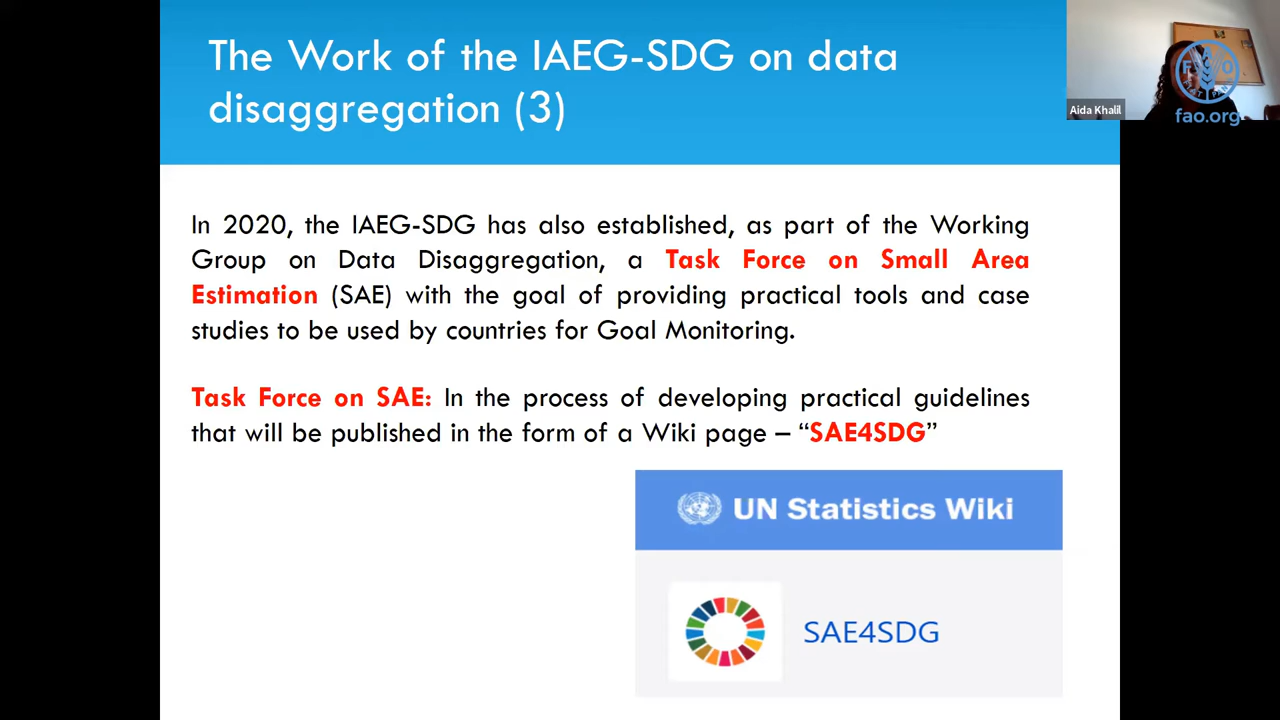 The Work of the IAEG-SDG on data
disaggregation (3)
Aida Khalil
fao.org
In 2020, the IAEG-SDG has also established, as part of the Working
Group on Data Disaggregation, a Task Force on Small Area
Estimation (SAE) with the goal of providing practical tools and case
studies to be used by countries for Goal Monitoring.
Task Force on SAE: In the process of developing practical guidelines
that will be published in the form of a Wiki page – “SAE4SDG”
UN Statistics Wiki
SAE4SDG